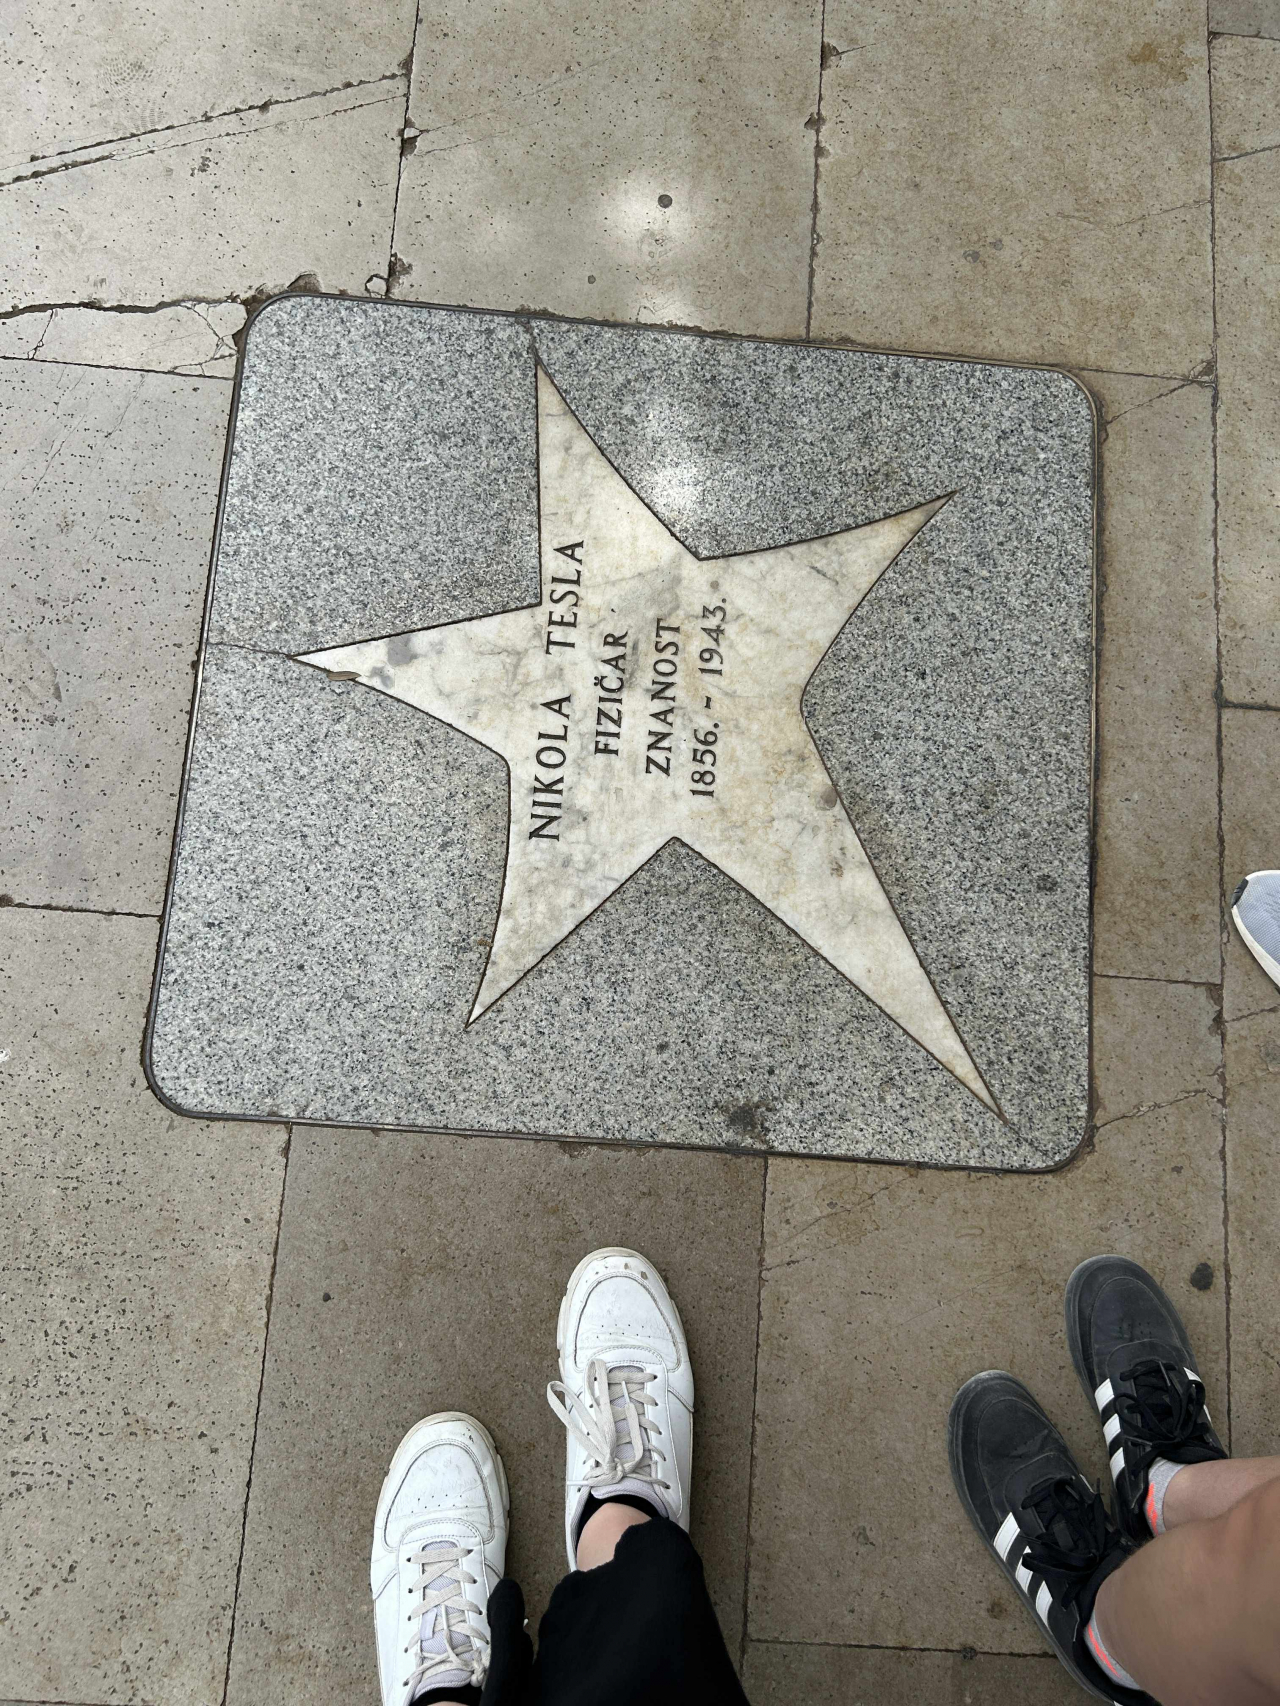 NIKOLA TESLA
FIZIČAR
ZNANOST
1856. - 1943.